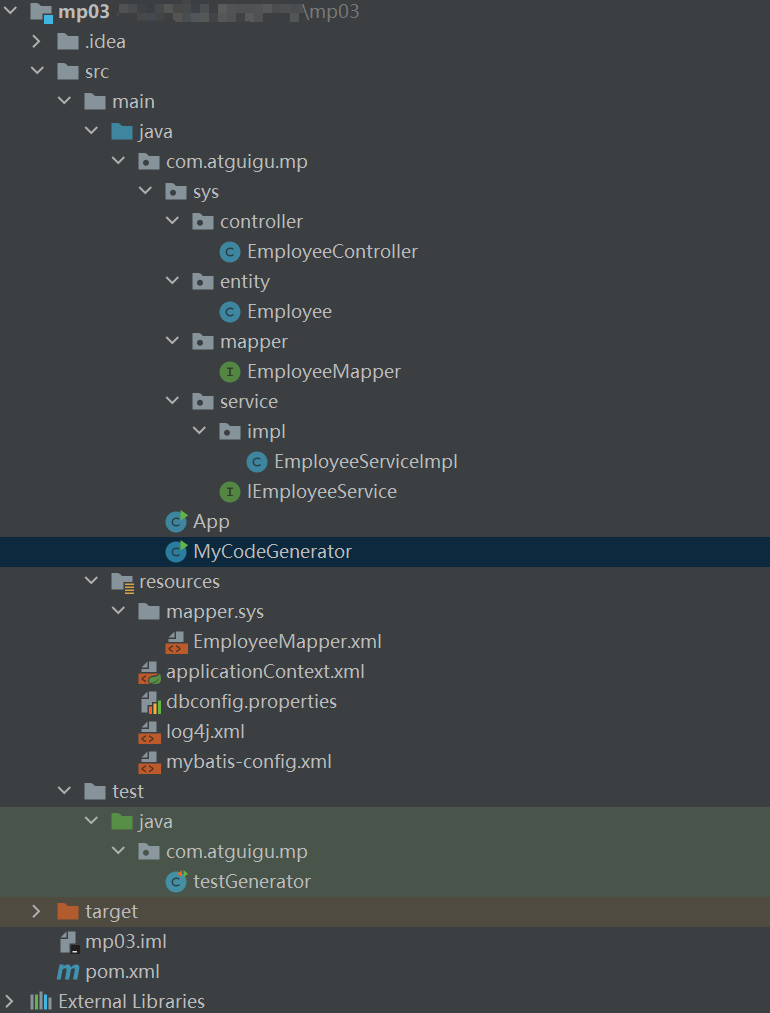 mp03 \mp03
.idea
src
main
java
com.atguigu.mp
sys
controller
EmployeeController
entity
Employee
mapper
EmployeeMapper
service
impl
EmployeeServiceImpl
IEmployeeService
App
MyCodeGenerator
resources
mapper.sys
EmployeeMapper.xml
applicationContext.xml
dbconfig.properties
log4j.xml
mybatis-config.xml
test
java
com.atguigu.mp
testGenerator
target
mp03.iml
pom.xml
External Libraries